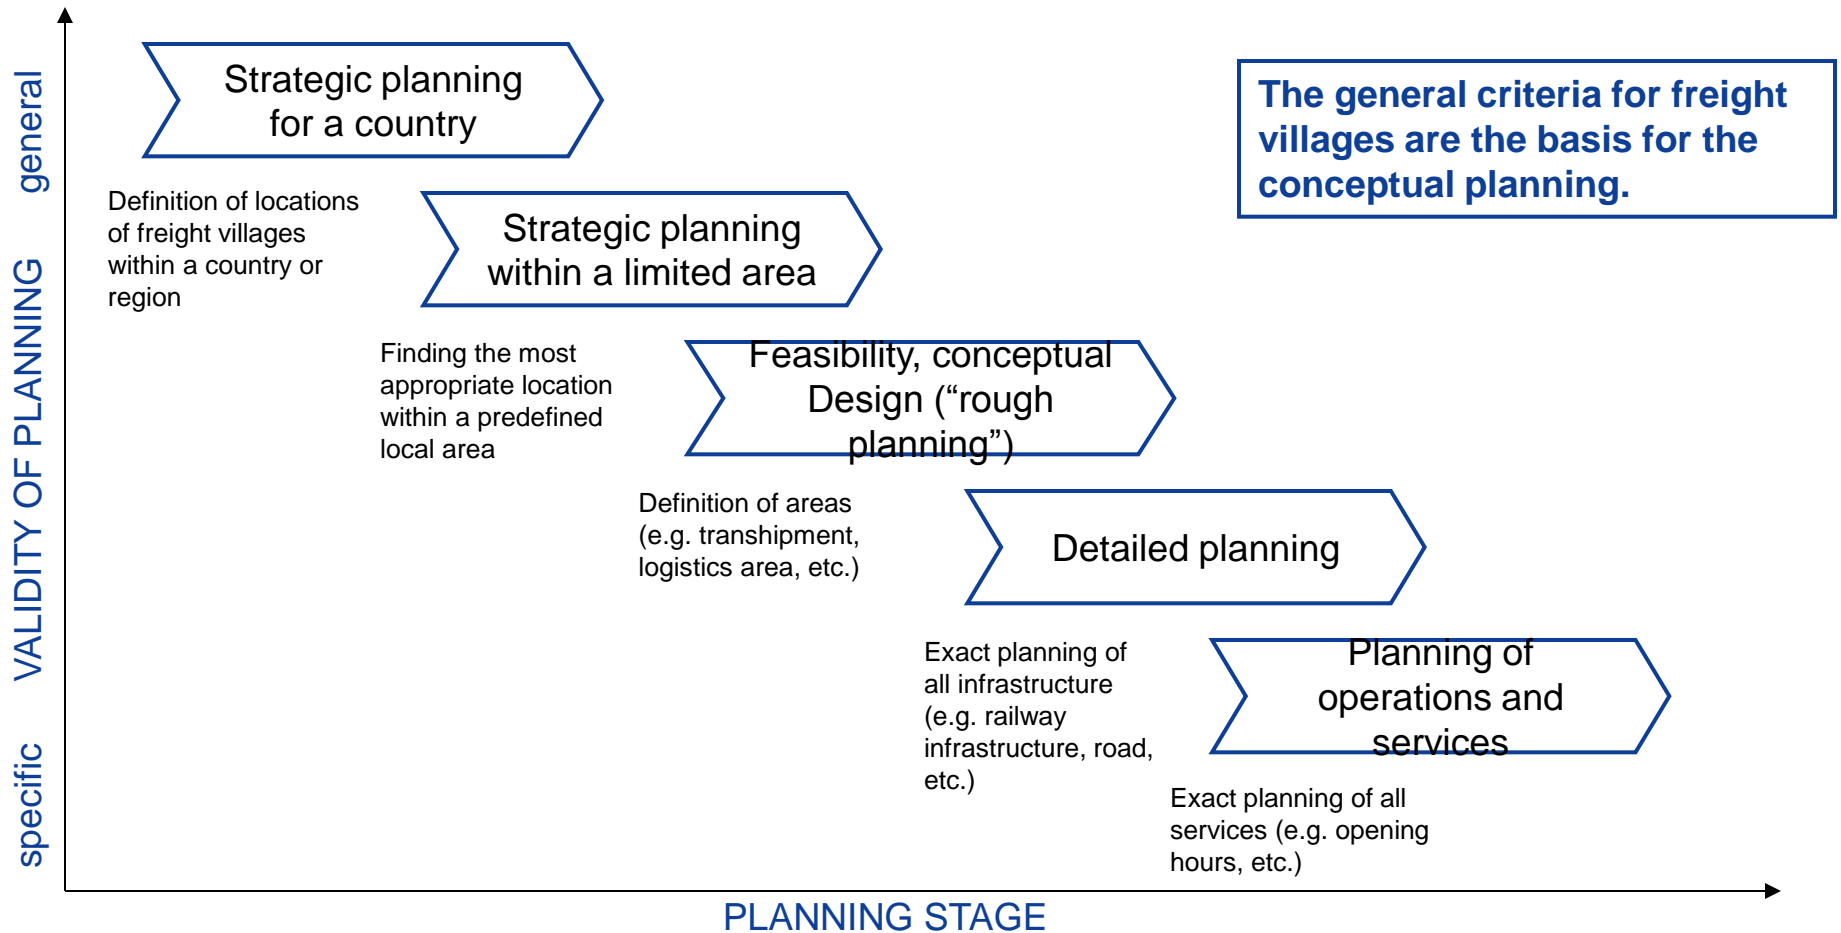 Strategic planning
for a country
The general criteria for freight
villages are the basis for the
conceptual planning.
Definition of locations
of freight villages
within a country or
region
Strategic planning
within a limited area
Finding the most
appropriate location
within a predefined
local area
Feasibility, conceptual
Design (“rough
planning”)
Definition of areas
(e.g. transhipment,
logistics area, etc.)
Detailed planning
Exact planning of
all infrastructure
(e.g. railway
infrastructure, road,
etc.)
Planning of
operations and
services
Exact planning of all
services (e.g. opening
hours, etc.)
specific VALIDITY OF PLANNING general
PLANNING STAGE